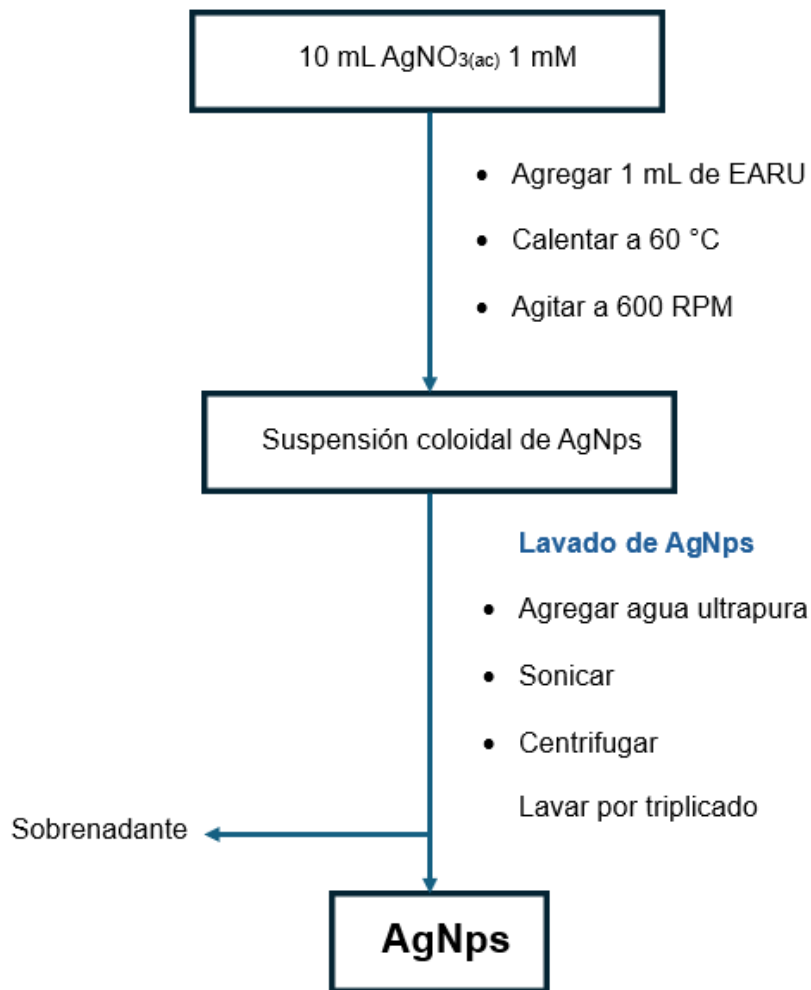 10 mL AgNO3(ac) 1 mM
• Agregar 1 mL de EARU
• Calentar a 60 °C
• Agitar a 600 RPM
Suspensión coloidal de AgNps
Lavado de AgNps
• Agregar agua ultrapura
• Sonicar
• Centrifugar
Lavar por triplicado
Sobrenadante
AgNps